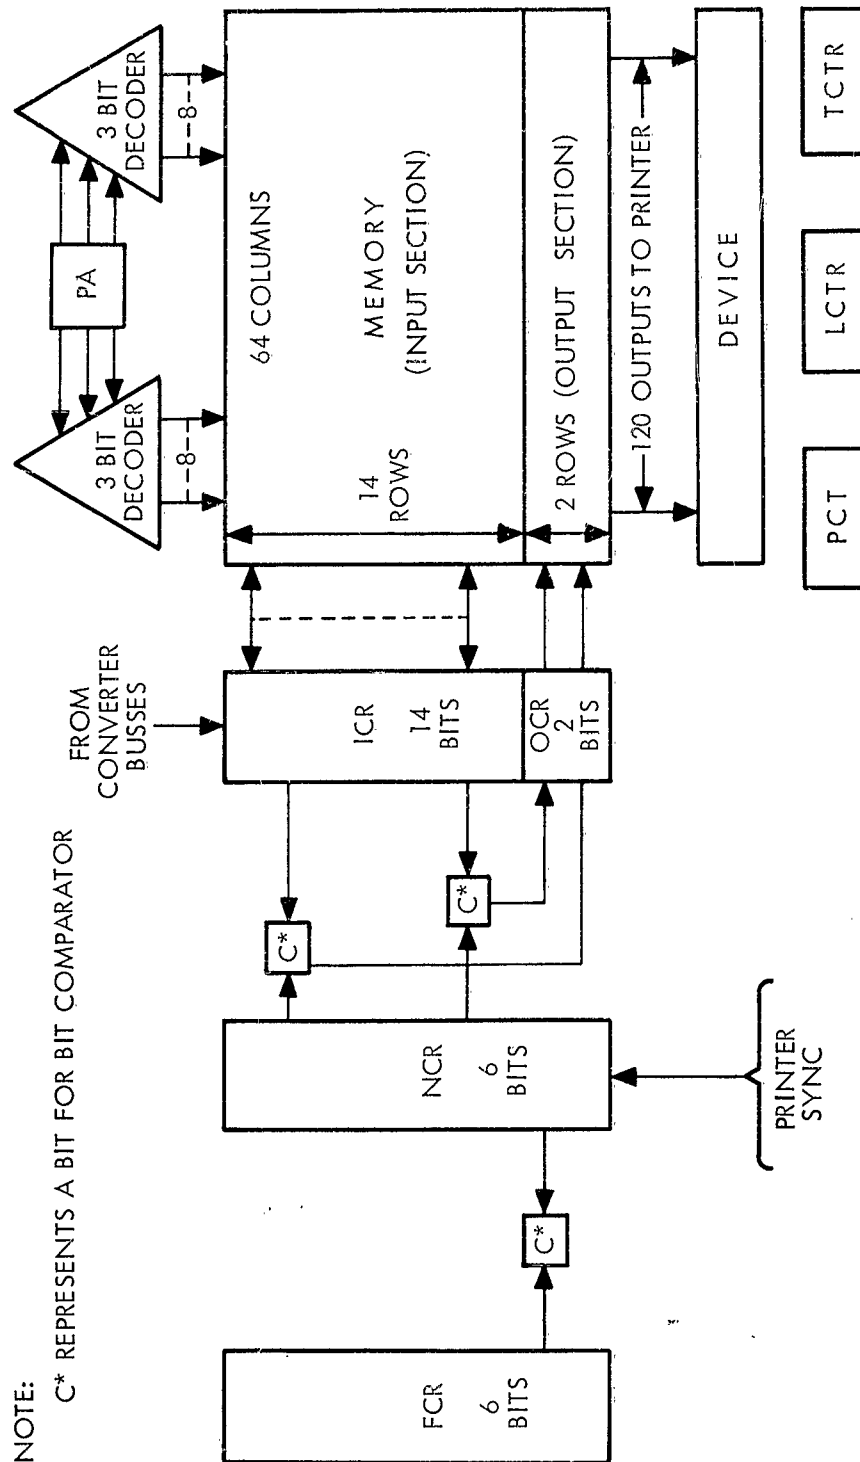 NOTE:
C* REPRESENTS A BIT FOR BIT COMPARATOR
FCR
6
BITS
C*
NCR
6
BITS
PRINTER
SYNC
C*
C*
FROM
CONVERTER
BUSSES
ICR
14
BITS
OCR
2
BITS
3 BIT
DECODER
8
PA
3 BIT
DECODER
8
64 COLUMNS
14
ROWS
MEMORY
(INPUT SECTION)
2 ROWS (OUTPUT SECTION)
120 OUTPUTS TO PRINTER
DEVICE
PCT
LCTR
TCTR